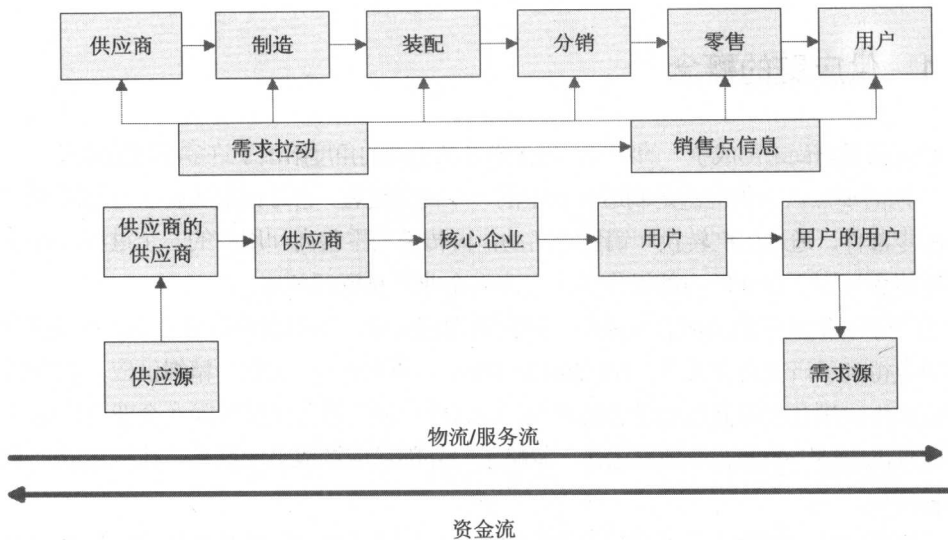 供应商
制造
装配
分销
零售
用户
需求拉动
销售点信息
供应商的
供应商
供应商
核心企业
用户
用户的用户
供应源
需求源
物流/服务流
资金流